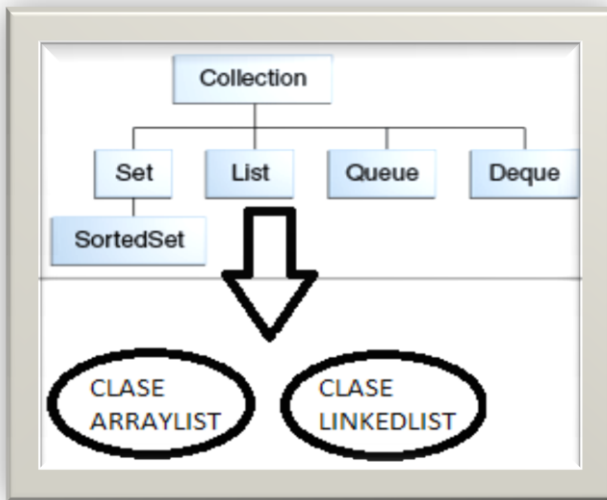 Collection
Set
List
Queue
Deque
SortedSet
CLASE
ARRAYLIST
CLASE
LINKEDLIST